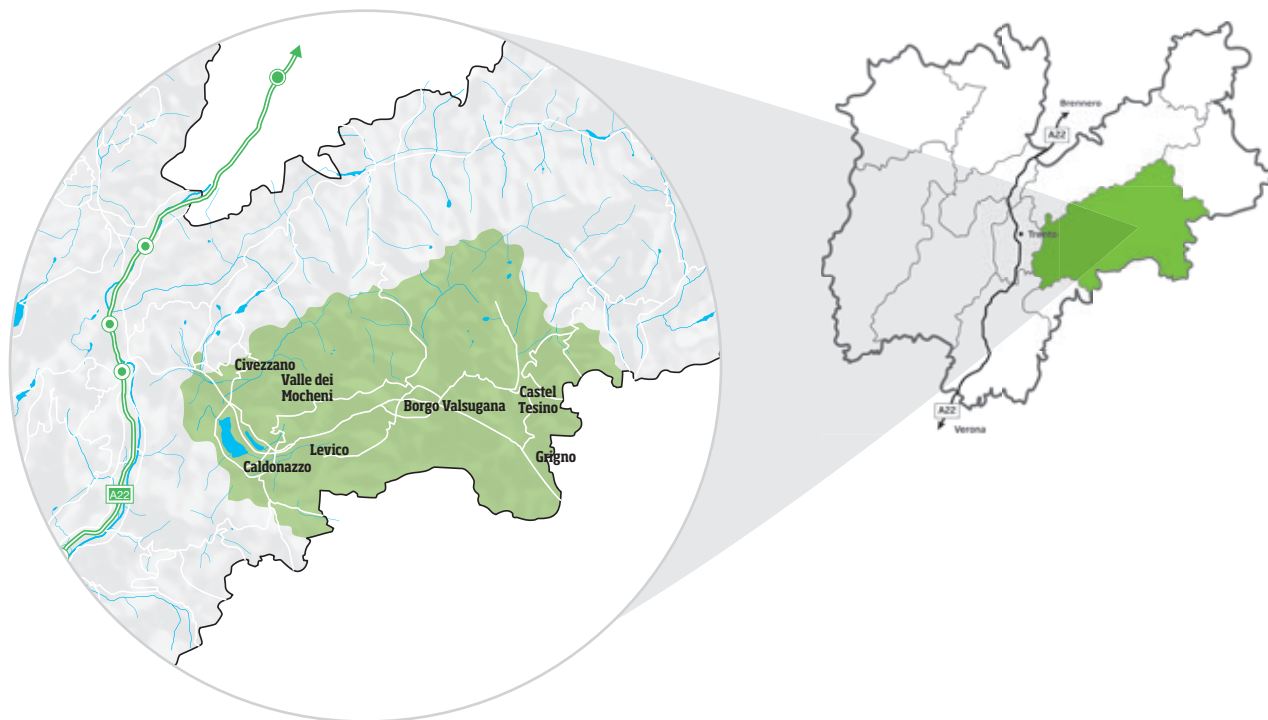 Civezzano
Valle dei
Mocheni
Borgo Valsugana
Castel
Tesino
Levico
Caldonazzo
Grigno
A22
Brennero
A22
Trento
A22
Verona